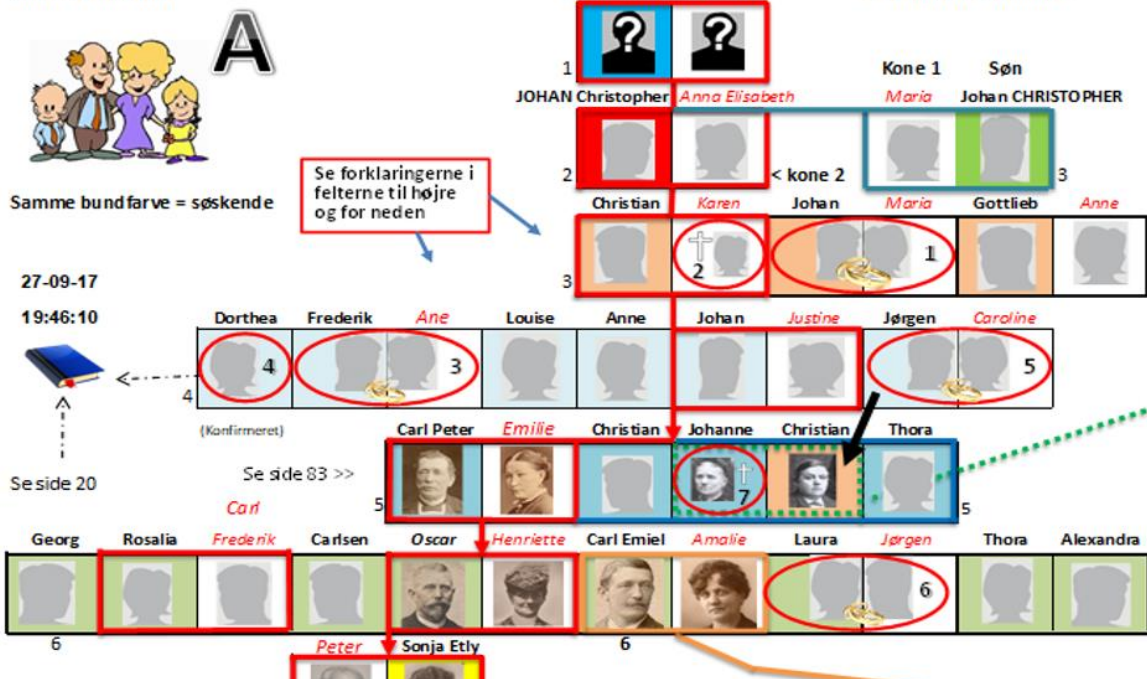 A
1
Kone 1 Søn
JOHAN Christopher Anna Elisabeth Maria Johan CHRISTOPHER
Se forklaringerne i
felterne til højre
og for neden
2 < kone 2 3
Samme bundfarve = søskende
Christian Karen Johan Maria Gottlieb Anne
2 1
3
27-09-17
19:46:10
Dorthea Frederik Ane Louise Anne Johan Justine Jørgen Caroline
4 3 5
4
(Konfirmeret)
Carl Peter Emilie Christian Johanne Christian Thora
Se side 83 >>
Se side 20
7
5 5
Carl
Georg Rosalia Frederik Carlsen Oscar Henriette Carl Emiel Amalie Laura Jørgen Thora Alexandra
6
6 6
Peter Sonja Etly